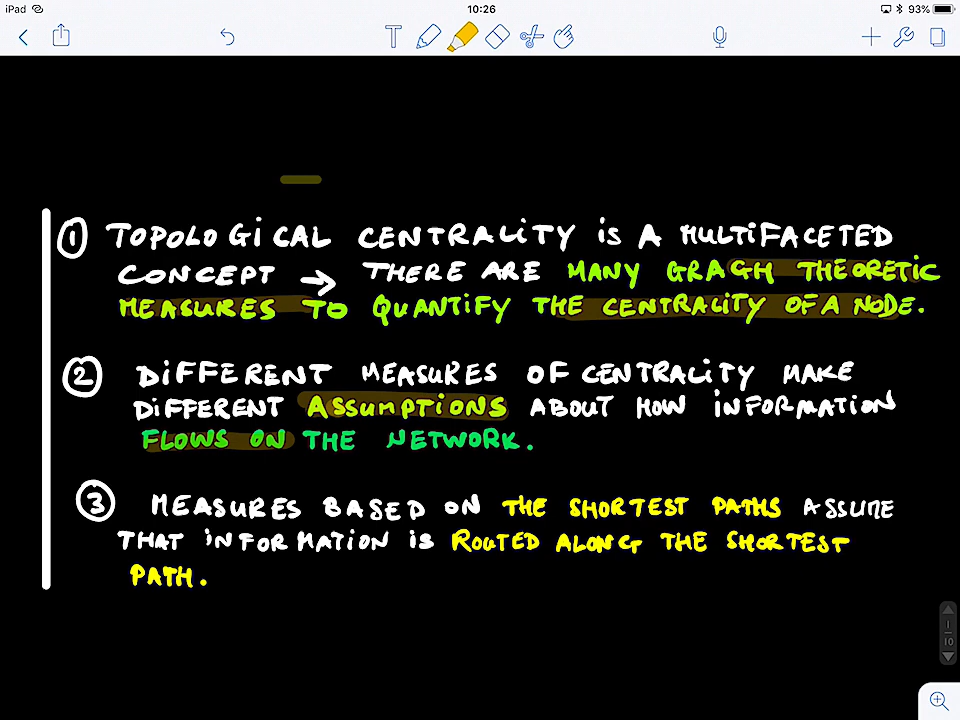 iPad 10:26 93%
T
① TOPOLOGICAL CENTRALITY IS A MULTIFACETED
CONCEPT → THERE ARE MANY GRAGH THEORETIC
MEASURES TO QUANTIFY THE CENTRALITY OF A NODE.
② DIFFERENT MEASURES OF CENTRALITY MAKE
DIFFERENT ASSUMPTIONS ABOUT HOW INFORMATION
FLOWS ON THE NETWORK.
③ MEASURES BASED ON THE SHORTEST PATHS ASSUME
THAT INFORMATION IS ROUTED ALONG THE SHORTEST
PATH.
1
10